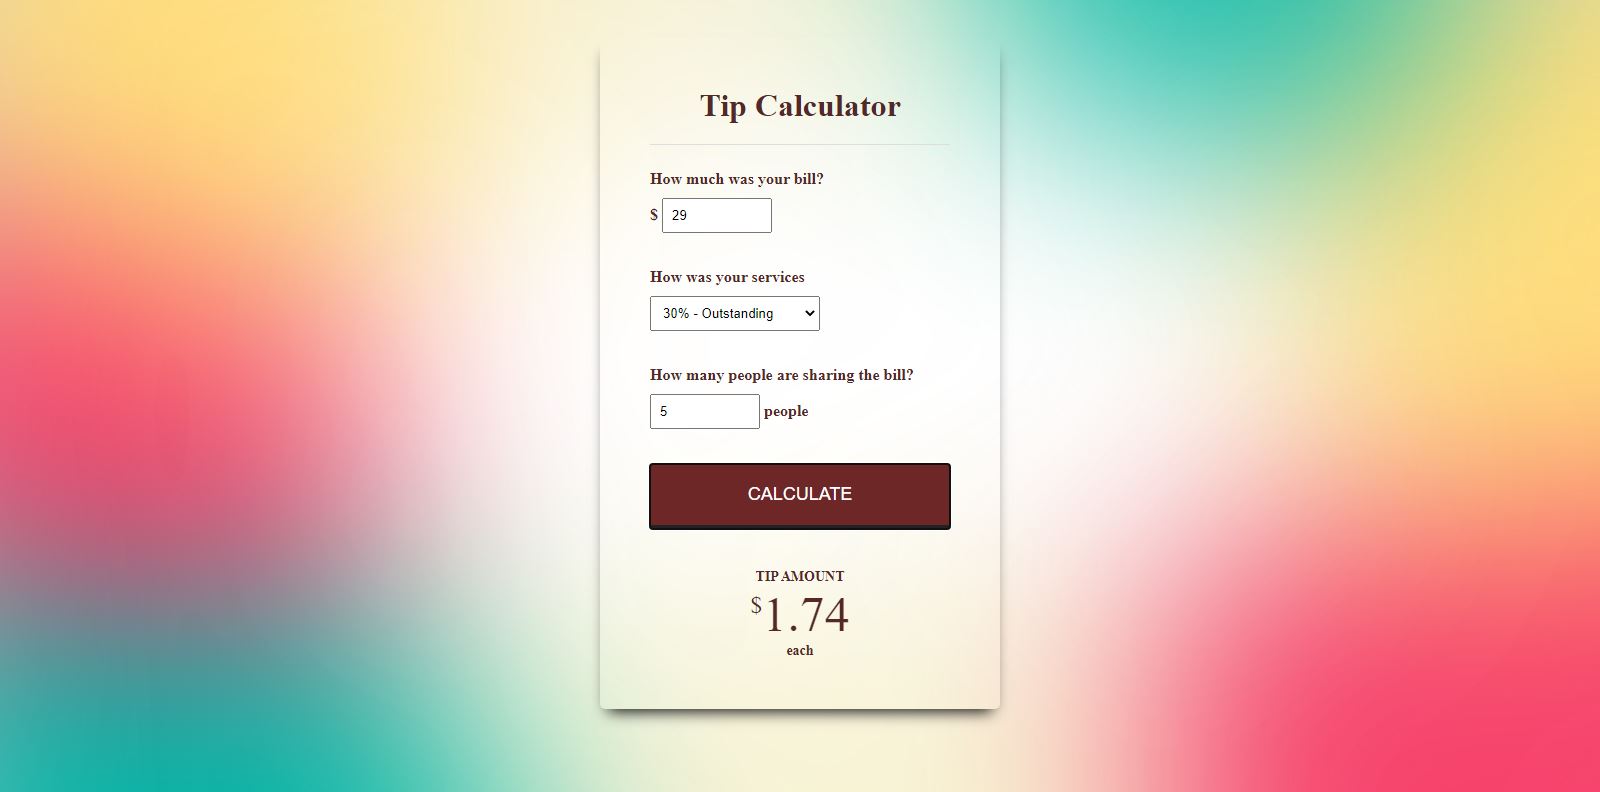 Tip Calculator
How much was your bill?
$ 29
How was your services
30% - Outstanding
How many people are sharing the bill?
5 people
CALCULATE
TIP AMOUNT
$1.74
each